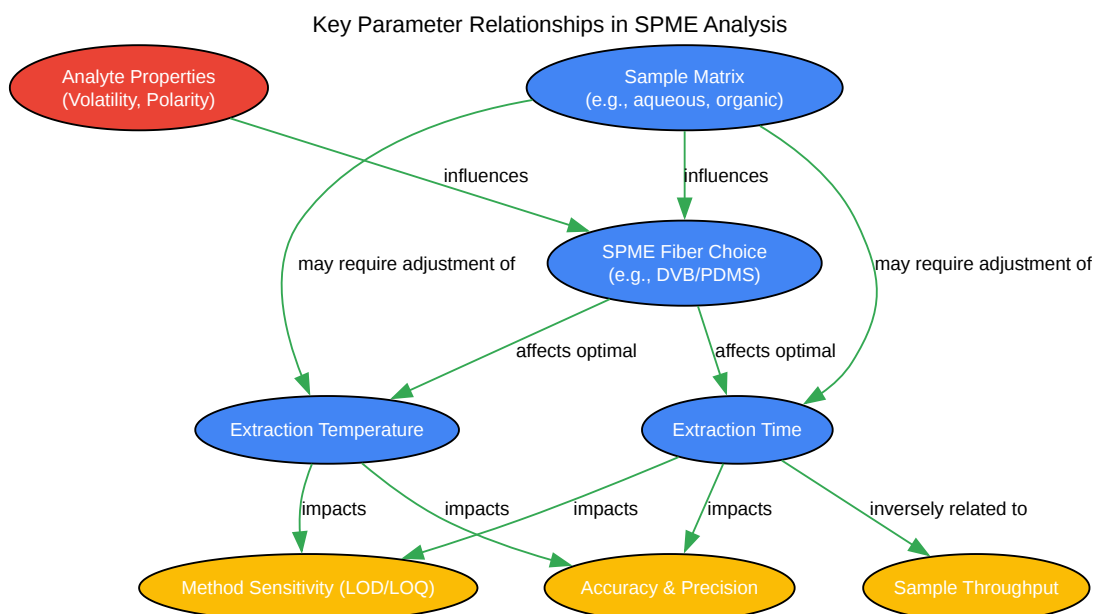 Key Parameter Relationships in SPME Analysis
Analyte Properties
(Volatility, Polarity)
Sample Matrix
(e.g., aqueous, organic)
influences
influences
SPME Fiber Choice
(e.g., DVB/PDMS)
may require adjustment of
may require adjustment of
affects optimal
affects optimal
Extraction Temperature
Extraction Time
impacts
impacts
impacts
impacts
inversely related to
Method Sensitivity (LOD/LOQ)
Accuracy & Precision
Sample Throughput